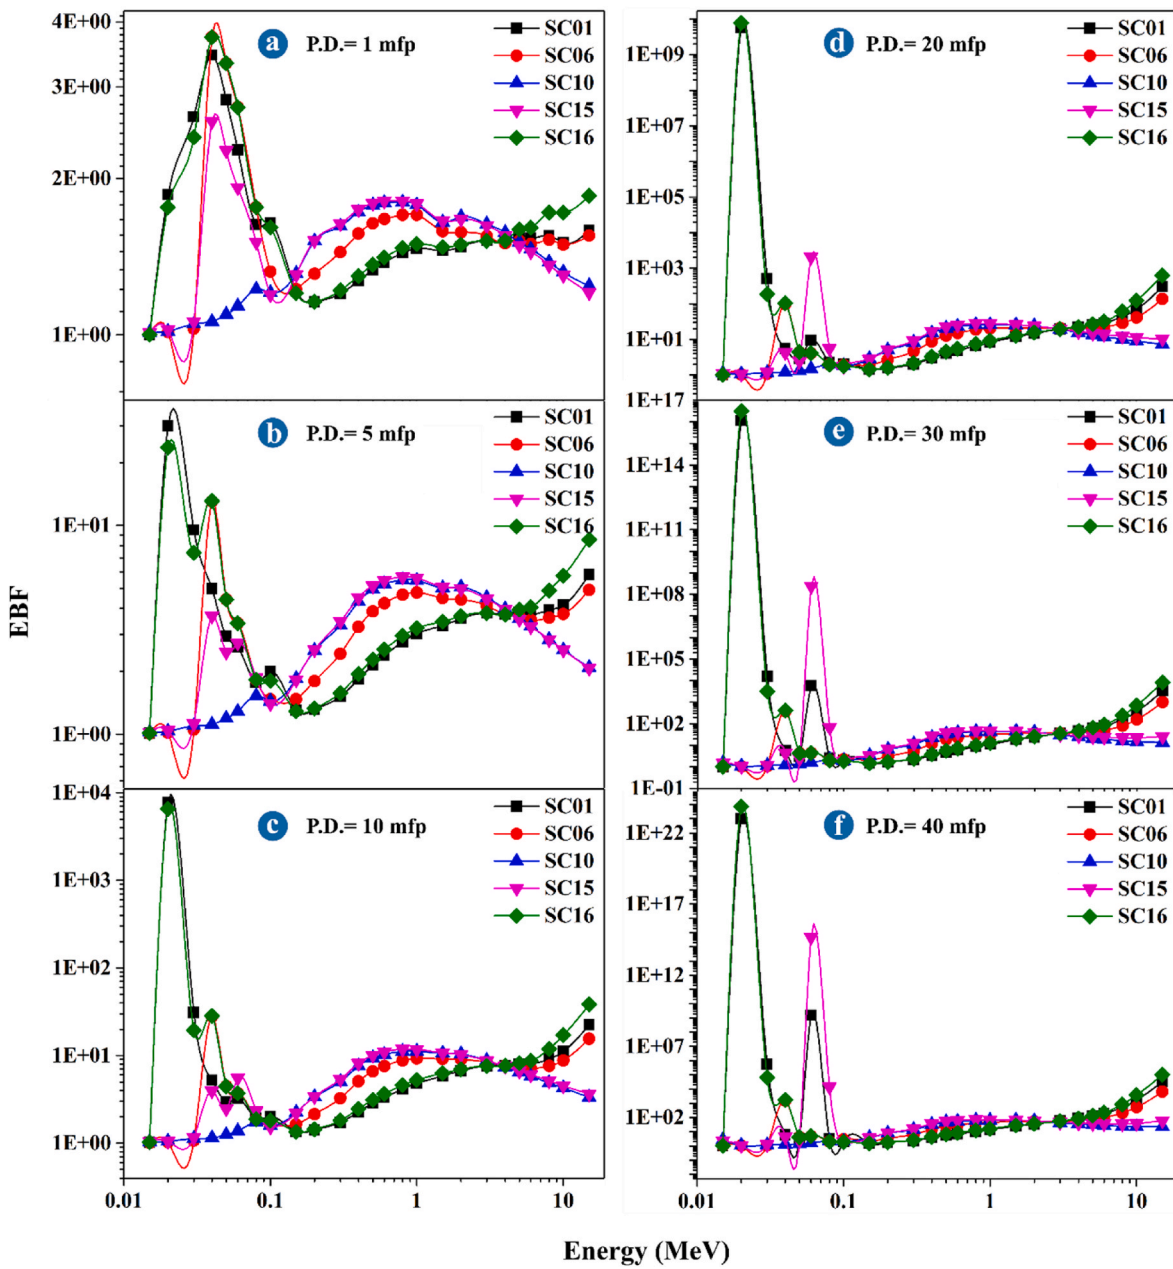 EBF
4E+00
3E+00
2E+00
1E+00
a P.D.= 1 mfp
SC01
SC06
SC10
SC15
SC16
1E+09
1E+07
1E+05
1E+03
1E+01
d P.D.= 20 mfp
SC01
SC06
SC10
SC15
SC16
1E+01
1E+00
b P.D.= 5 mfp
SC01
SC06
SC10
SC15
SC16
1E+17
1E+14
1E+11
1E+08
1E+05
1E+02
1E-01
e P.D.= 30 mfp
SC01
SC06
SC10
SC15
SC16
1E+04
1E+03
1E+02
1E+01
1E+00
c P.D.= 10 mfp
SC01
SC06
SC10
SC15
SC16
0.01 0.1 1 10
1E+22
1E+17
1E+12
1E+07
1E+02
f P.D.= 40 mfp
SC01
SC06
SC10
SC15
SC16
0.01 0.1 1 10
Energy (MeV)